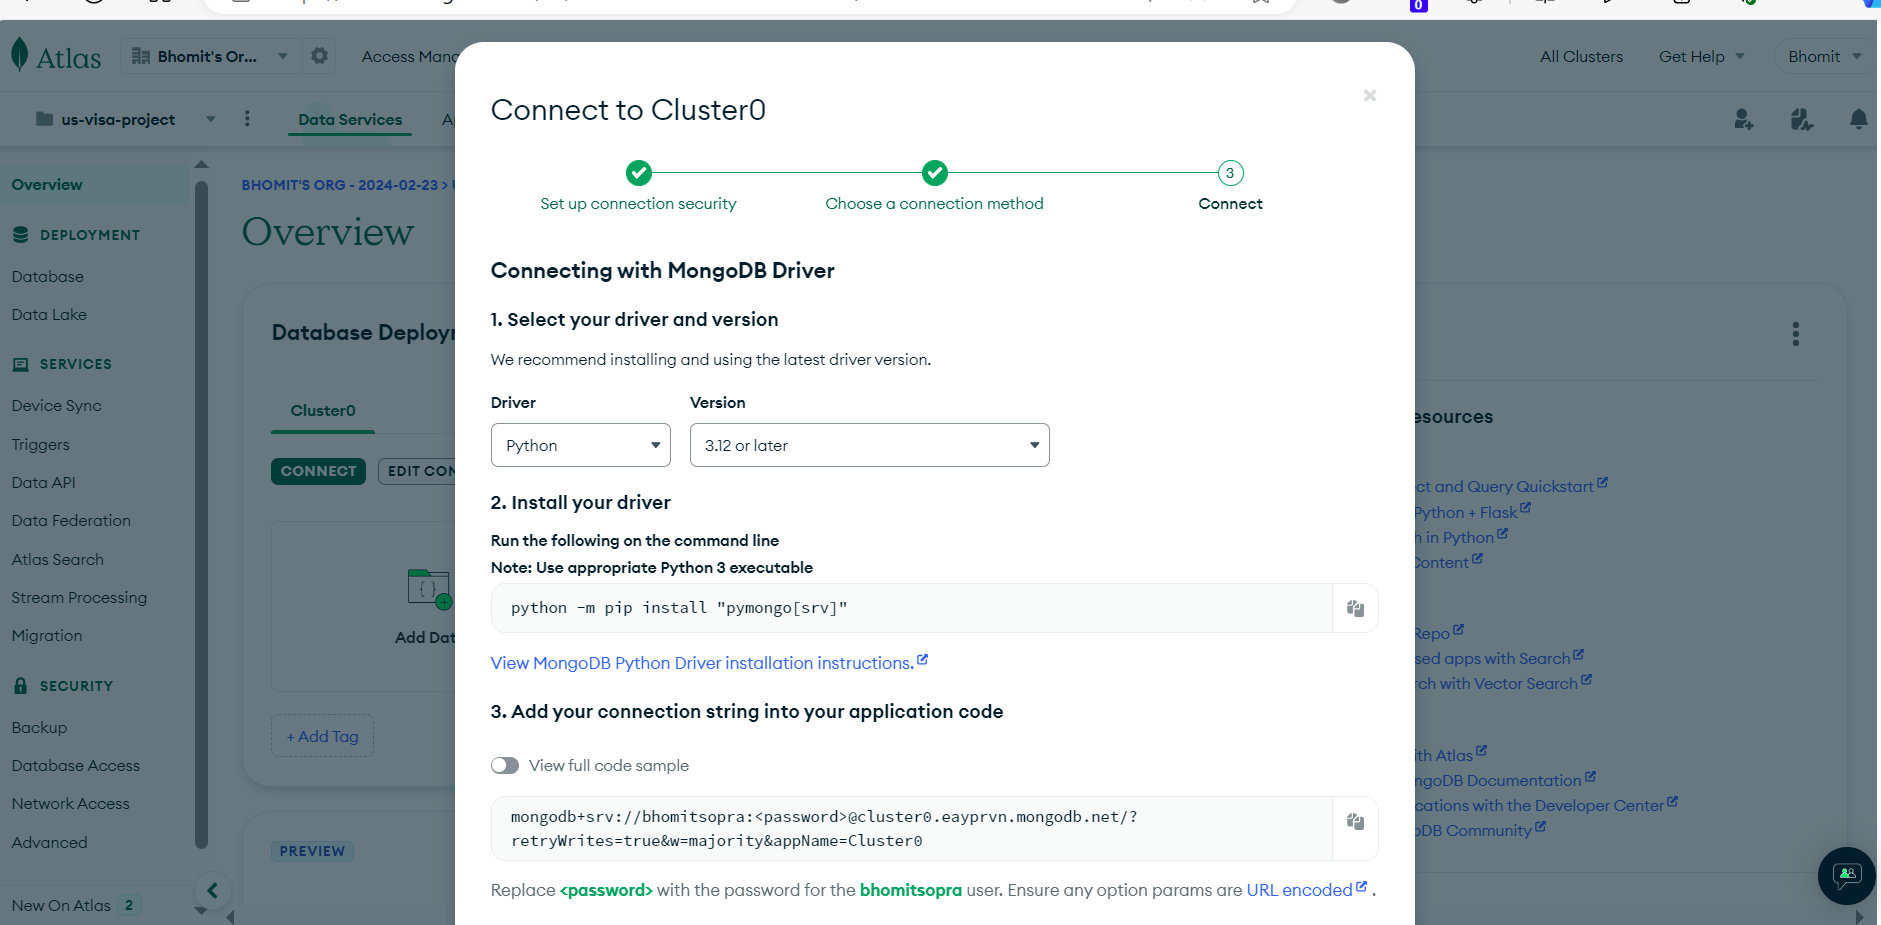 0
Atlas
Bhomit's Or...
Access Mana
All Clusters
Get Help
Bhomit
us-visa-project
Data Services
Overview
DEPLOYMENT
Database
Data Lake
SERVICES
Device Sync
Triggers
Data API
Data Federation
Atlas Search
Stream Processing
Migration
SECURITY
Backup
Database Access
Network Access
Advanced
New On Atlas 2
BHOMIT'S ORG - 2024-02-23 >
Overview
Database Deploy
Cluster0
CONNECT
EDIT CON
{ }
Add Dat
+ Add Tag
PREVIEW
Connect to Cluster0
×
3
Set up connection security
Choose a connection method
Connect
Connecting with MongoDB Driver
1. Select your driver and version
We recommend installing and using the latest driver version.
Driver
Version
Python
3.12 or later
2. Install your driver
Run the following on the command line
Note: Use appropriate Python 3 executable
python -m pip install "pymongo[srv]"
View MongoDB Python Driver installation instructions.
3. Add your connection string into your application code
View full code sample
mongodb+srv://bhomitsopra:<password>@cluster0.eayprvn.mongodb.net/?
retryWrites=true&w=majority&appName=Cluster0
Replace <password> with the password for the bhomitsopra user. Ensure any option params are URL encoded .
esources
ct and Query Quickstart
Python + Flask
h in Python
Content
Repo
sed apps with Search
rch with Vector Search
ith Atlas
ngoDB Documentation
cations with the Developer Center
oDB Community